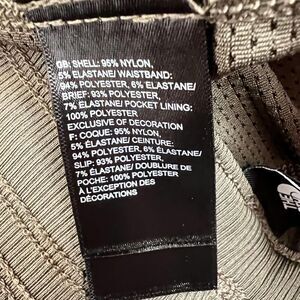 GB: SHELL: 95% NYLON,
5% ELASTANE/ WAISTBAND:
94% POLYESTER, 6% ELASTANE/
BRIEF: 93% POLYESTER,
7% ELASTANE/ POCKET LINING:
100% POLYESTER
EXCLUSIVE OF DECORATION
F: COQUE: 95% NYLON,
5% ÉLASTANE/ CEINTURE:
94% POLYESTER, 6% ÉLASTANE/
SLIP: 93% POLYESTER,
7% ÉLASTANE/ DOUBLURE DE
POCHE: 100% POLYESTER
À L'EXCEPTION DES
DÉCORATIONS